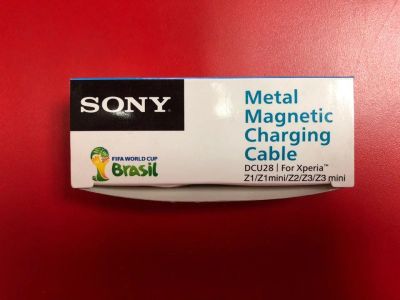 SONY
Metal
Magnetic
Charging
Cable
DCU28 | For Xperia™
Z1/Z1mini/Z2/Z3/Z3 mini
FIFA WORLD CUP
Brasil